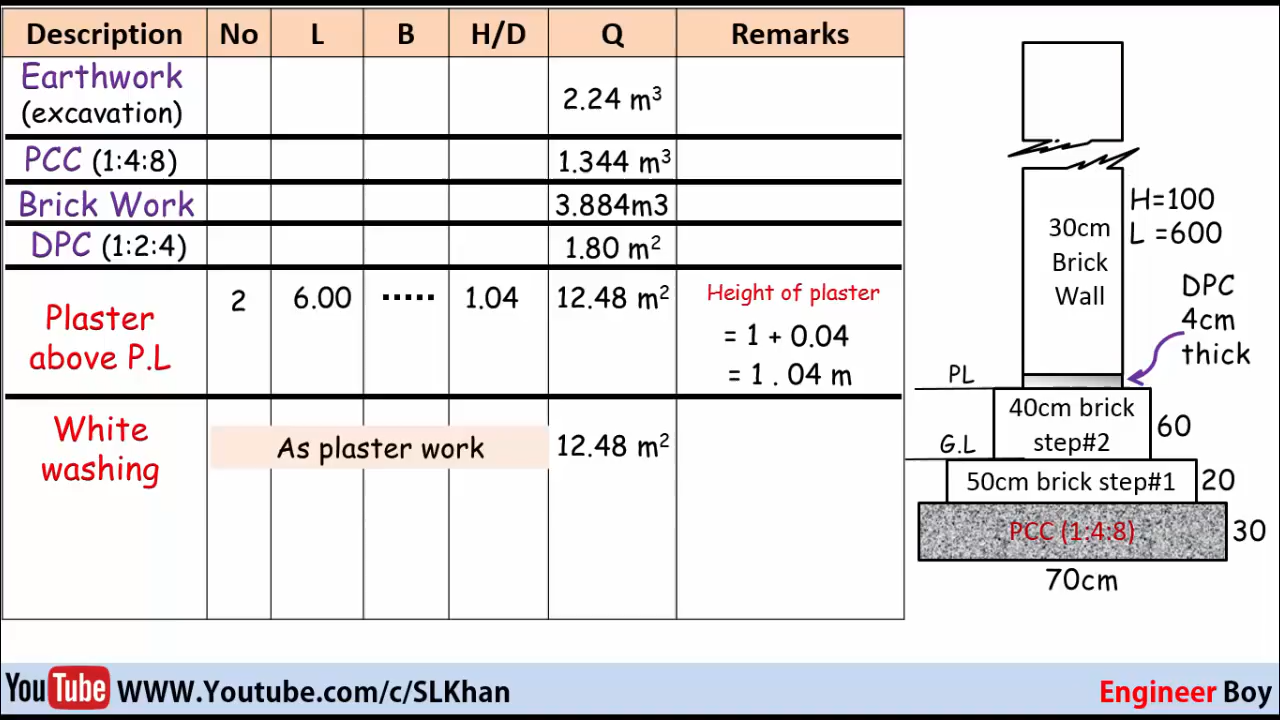 Description No L B H/D Q Remarks
Earthwork
(excavation) 2.24 m³
PCC (1:4:8) 1.344 m³
Brick Work 3.884m3
DPC (1:2:4) 1.80 m²
Plaster
above P.L
2 6.00 ..... 1.04 12.48 m² Height of plaster
= 1 + 0.04
= 1 . 04 m
White
washing
As plaster work 12.48 m²
30cm
Brick
Wall
H=100
L =600
DPC
4cm
thick
PL
40cm brick
step#2
60
G.L
50cm brick step#1 20
PCC (1:4:8) 30
70cm
YouTube WWW.Youtube.com/c/SLKhan
Engineer Boy